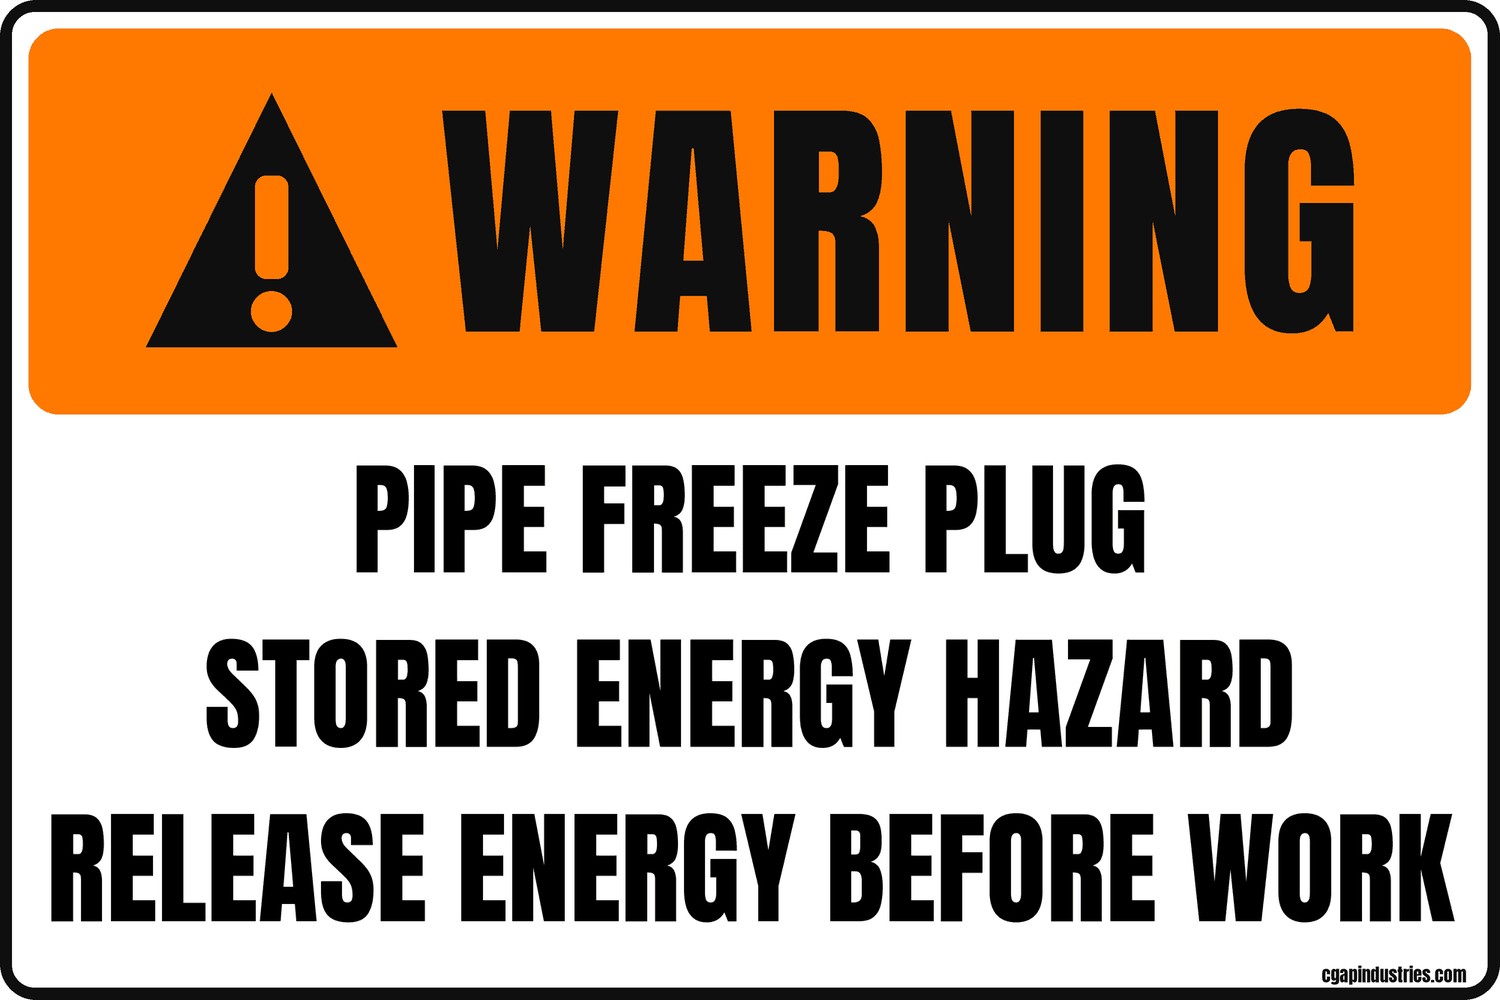 WARNING
PIPE FREEZE PLUG
STORED ENERGY HAZARD
RELEASE ENERGY BEFORE WORK
cgapindustries.com